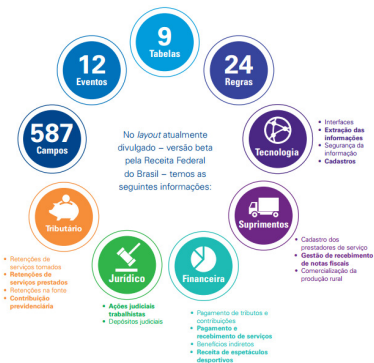 9
Tabelas
12
Eventos
24
Regras
587
Campos
No layout atualmente
divulgado – versão beta
pela Receita Federal
do Brasil – temos as
seguintes informações:
Tecnologia
• Interfaces
• Extração das
informações
• Segurança da
informação
• Cadastros
Tributário
• Retenções de
serviços tomados
• Retenções de
serviços prestados
• Retenções na fonte
• Contribuição
previdenciária
Jurídico
• Ações judiciais
trabalhistas
• Depósitos judiciais
Financeira
• Pagamento de tributos e
contribuições
• Pagamento e
recebimento de serviços
• Benefícios indiretos
• Receita de espetáculos
desportivos
Suprimentos
• Cadastro dos
prestadores de serviço
• Gestão de recebimento
de notas fiscais
• Comercialização da
produção rural